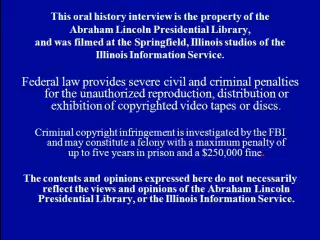 This oral history interview is the property of the
Abraham Lincoln Presidential Library,
and was filmed at the Springfield, Illinois studios of the
Illinois Information Service.
Federal law provides severe civil and criminal penalties
for the unauthorized reproduction, distribution or
exhibition of copyrighted video tapes or discs.
Criminal copyright infringement is investigated by the FBI
and may constitute a felony with a maximum penalty of
up to five years in prison and a $250,000 fine.
The contents and opinions expressed here do not necessarily
reflect the views and opinions of the Abraham Lincoln
Presidential Library, or the Illinois Information Service.